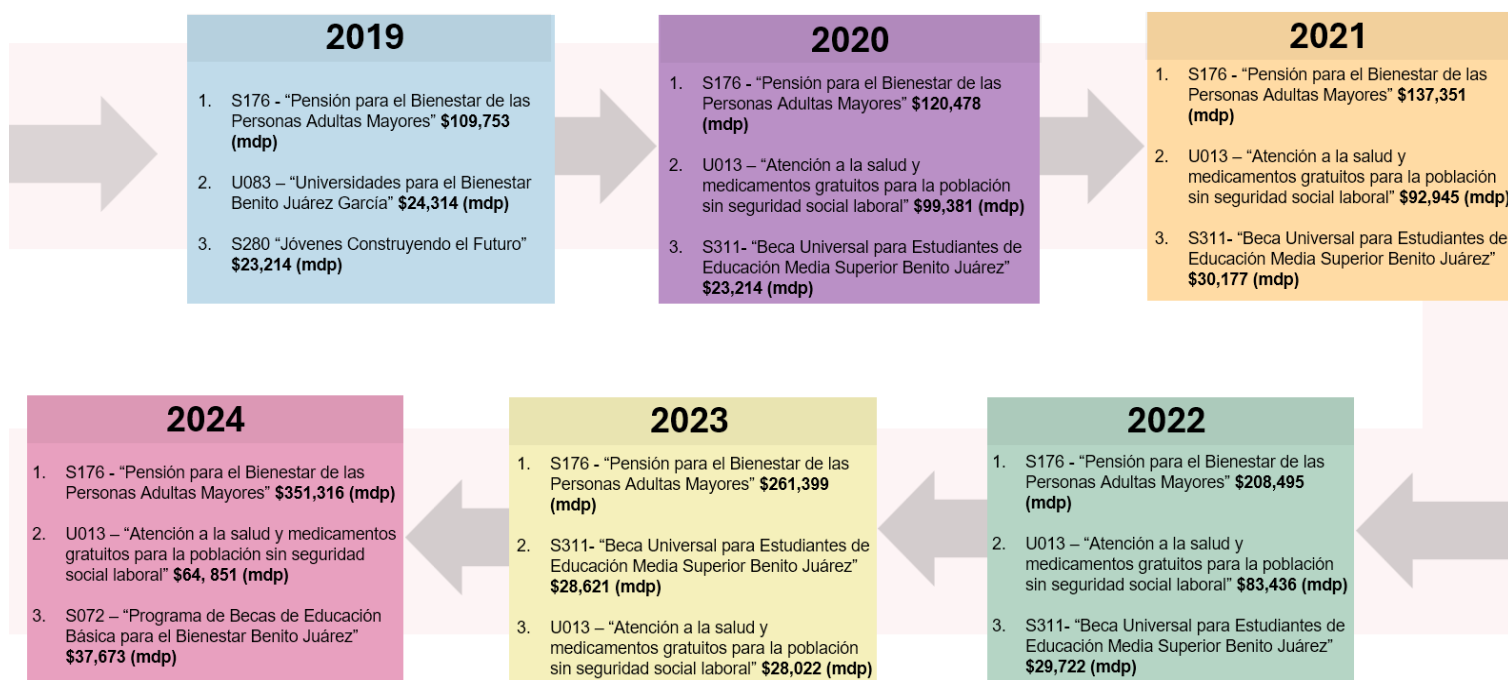 2019
1. S176 - “Pensión para el Bienestar de las
Personas Adultas Mayores” $109,753
(mdp)
2. U083 – “Universidades para el Bienestar
Benito Juárez García” $24,314 (mdp)
3. S280 “Jóvenes Construyendo el Futuro”
$23,214 (mdp)
2020
1. S176 - “Pensión para el Bienestar de las
Personas Adultas Mayores” $120,478
(mdp)
2. U013 – “Atención a la salud y
medicamentos gratuitos para la población
sin seguridad social laboral” $99,381 (mdp)
3. S311- “Beca Universal para Estudiantes de
Educación Media Superior Benito Juárez”
$23,214 (mdp)
2021
1. S176 - “Pensión para el Bienestar de las
Personas Adultas Mayores” $137,351
(mdp)
2. U013 – “Atención a la salud y
medicamentos gratuitos para la población
sin seguridad social laboral” $92,945 (mdp)
3. S311- “Beca Universal para Estudiantes de
Educación Media Superior Benito Juárez”
$30,177 (mdp)
2024
1. S176 - “Pensión para el Bienestar de las
Personas Adultas Mayores” $351,316 (mdp)
2. U013 – “Atención a la salud y medicamentos
gratuitos para la población sin seguridad
social laboral” $64, 851 (mdp)
3. S072 – “Programa de Becas de Educación
Básica para el Bienestar Benito Juárez”
$37,673 (mdp)
2023
1. S176 - “Pensión para el Bienestar de las
Personas Adultas Mayores” $261,399
(mdp)
2. S311- “Beca Universal para Estudiantes de
Educación Media Superior Benito Juárez”
$28,621 (mdp)
3. U013 – “Atención a la salud y
medicamentos gratuitos para la población
sin seguridad social laboral” $28,022 (mdp)
2022
1. S176 - “Pensión para el Bienestar de las
Personas Adultas Mayores” $208,495
(mdp)
2. U013 – “Atención a la salud y
medicamentos gratuitos para la población
sin seguridad social laboral” $83,436 (mdp)
3. S311- “Beca Universal para Estudiantes de
Educación Media Superior Benito Juárez”
$29,722 (mdp)